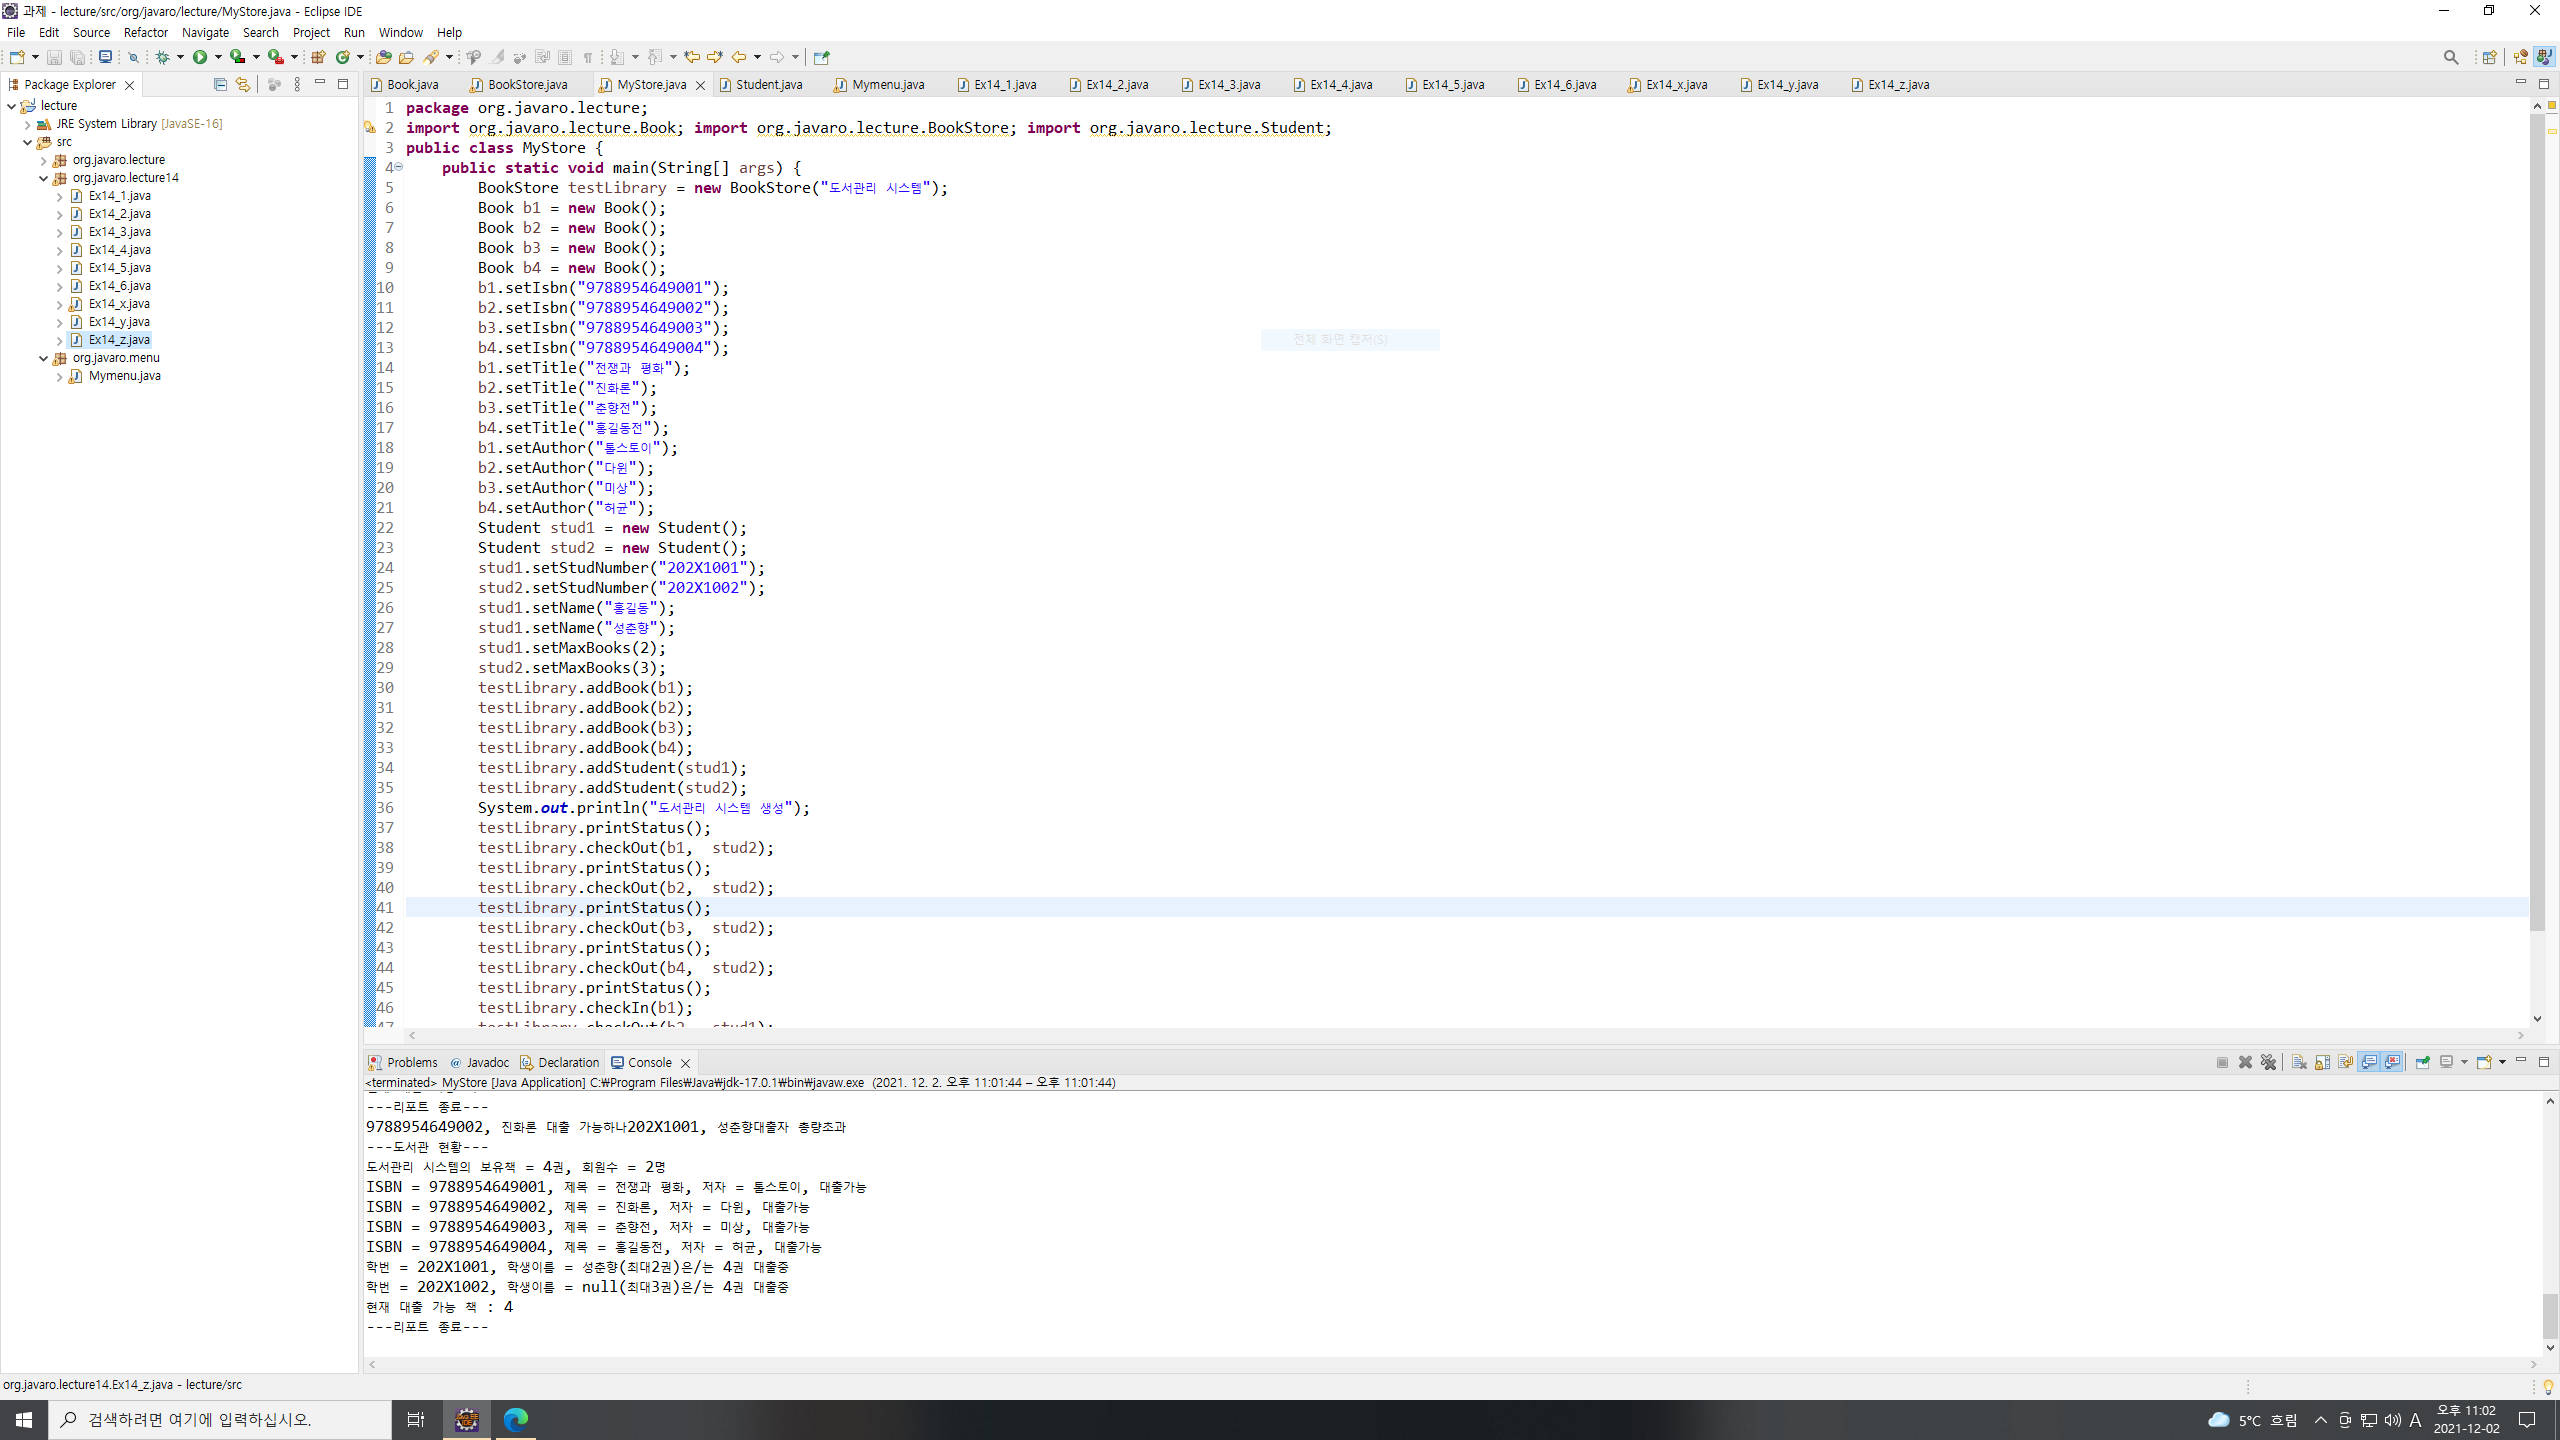 과제 - lecture/src/org/javaro/lecture/MyStore.java - Eclipse IDE
File Edit Source Refactor Navigate Search Project Run Window Help
Package Explorer
lecture
JRE System Library [JavaSE-16]
src
org.javaro.lecture
org.javaro.lecture14
Ex14_1.java
Ex14_2.java
Ex14_3.java
Ex14_4.java
Ex14_5.java
Ex14_6.java
Ex14_x.java
Ex14_y.java
Ex14_z.java
org.javaro.menu
Mymenu.java
Book.java BookStore.java MyStore.java Student.java Mymenu.java Ex14_1.java Ex14_2.java Ex14_3.java Ex14_4.java Ex14_5.java Ex14_6.java Ex14_x.java Ex14_y.java Ex14_z.java
1 package org.javaro.lecture;
2 import org.javaro.lecture.Book; import org.javaro.lecture.BookStore; import org.javaro.lecture.Student;
3 public class MyStore {
4 public static void main(String[] args) {
5 BookStore testLibrary = new BookStore("도서관리 시스템");
6 Book b1 = new Book();
7 Book b2 = new Book();
8 Book b3 = new Book();
9 Book b4 = new Book();
10 b1.setIsbn("9788954649001");
11 b2.setIsbn("9788954649002");
12 b3.setIsbn("9788954649003");
13 b4.setIsbn("9788954649004");
전체 화면 캡처(S)
14 b1.setTitle("전쟁과 평화");
15 b2.setTitle("진화론");
16 b3.setTitle("춘향전");
17 b4.setTitle("홍길동전");
18 b1.setAuthor("톨스토이");
19 b2.setAuthor("다윈");
20 b3.setAuthor("미상");
21 b4.setAuthor("허균");
22 Student stud1 = new Student();
23 Student stud2 = new Student();
24 stud1.setStudNumber("202X1001");
25 stud2.setStudNumber("202X1002");
26 stud1.setName("홍길동");
27 stud1.setName("성춘향");
28 stud1.setMaxBooks(2);
29 stud2.setMaxBooks(3);
30 testLibrary.addBook(b1);
31 testLibrary.addBook(b2);
32 testLibrary.addBook(b3);
33 testLibrary.addBook(b4);
34 testLibrary.addStudent(stud1);
35 testLibrary.addStudent(stud2);
36 System.out.println("도서관리 시스템 생성");
37 testLibrary.printStatus();
38 testLibrary.checkOut(b1, stud2);
39 testLibrary.printStatus();
40 testLibrary.checkOut(b2, stud2);
41 testLibrary.printStatus();
42 testLibrary.checkOut(b3, stud2);
43 testLibrary.printStatus();
44 testLibrary.checkOut(b4, stud2);
45 testLibrary.printStatus();
46 testLibrary.checkIn(b1);
47 testLibrary.checkOut(b2, stud1);
Problems Javadoc Declaration Console
<terminated> MyStore [Java Application] C:₩Program Files₩Java₩jdk-17.0.1₩bin₩javaw.exe (2021. 12. 2. 오후 11:01:44 – 오후 11:01:44)
---리포트 종료---
9788954649002, 진화론 대출 가능하나202X1001, 성춘향대출자 총량초과
---도서관 현황---
도서관리 시스템의 보유책 = 4권, 회원수 = 2명
ISBN = 9788954649001, 제목 = 전쟁과 평화, 저자 = 톨스토이, 대출가능
ISBN = 9788954649002, 제목 = 진화론, 저자 = 다윈, 대출가능
ISBN = 9788954649003, 제목 = 춘향전, 저자 = 미상, 대출가능
ISBN = 9788954649004, 제목 = 홍길동전, 저자 = 허균, 대출가능
학번 = 202X1001, 학생이름 = 성춘향(최대2권)은/는 4권 대출중
학번 = 202X1002, 학생이름 = null(최대3권)은/는 4권 대출중
현재 대출 가능 책 : 4
---리포트 종료---
org.javaro.lecture14.Ex14_z.java - lecture/src
검색하려면 여기에 입력하십시오.
5°C 흐림
A
오후 11:02
2021-12-02